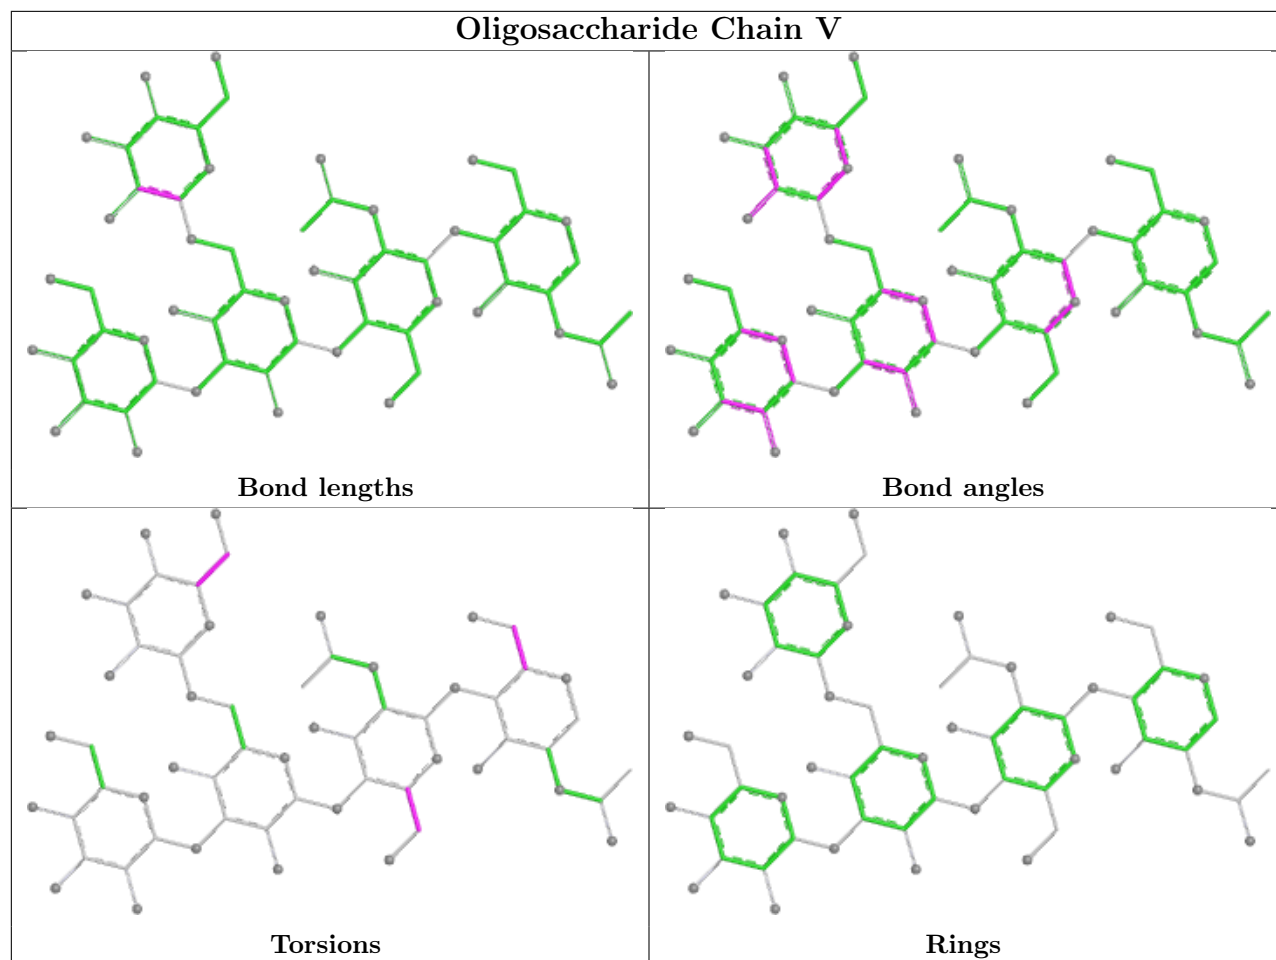 Oligosaccharide Chain V
Bond lengths
Bond angles
Torsions
Rings